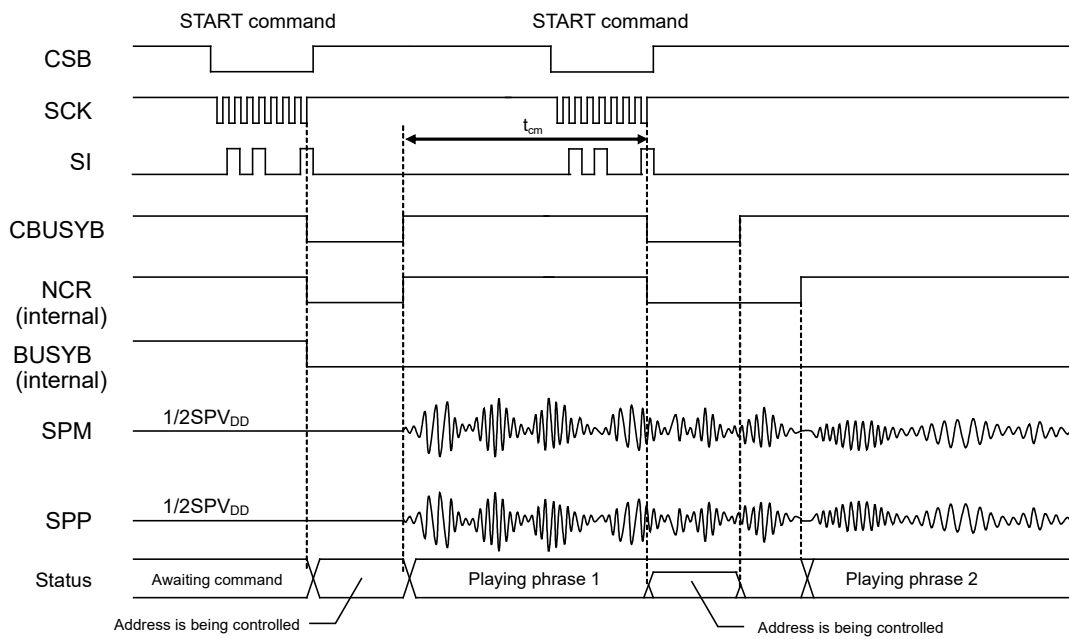 START command
START command
CSB
SCK
t_cm
SI
CBUSYB
NCR
(internal)
BUSYB
(internal)
1/2SPV_DD
SPM
1/2SPV_DD
SPP
Status
Awaiting command
Playing phrase 1
Playing phrase 2
Address is being controlled
Address is being controlled